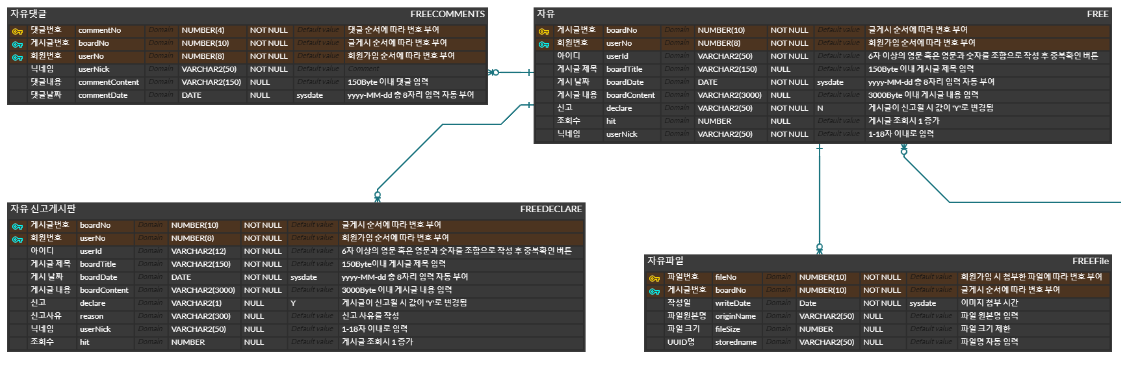 자유댓글 FREECOMMENTS
댓글번호 commentNo Domain NUMBER(4) NOT NULL Default value 댓글 순서에 따라 번호 부여
게시글번호 boardNo Domain NUMBER(10) NOT NULL Default value 글게시 순서에 따라 번호 부여
회원번호 userNo Domain NUMBER(8) NOT NULL Default value 회원가입 순서에 따라 번호 부여
닉네임 userNick Domain VARCHAR2(50) NOT NULL Default value Comment
댓글내용 commentContent Domain VARCHAR2(150) NULL Default value 150Byte 이내 댓글 입력
댓글날짜 commentDate Domain DATE NULL sysdate yyyy-MM-dd 총 8자리 입력 자동 부여
자유 FREE
게시글번호 boardNo Domain NUMBER(10) NOT NULL Default value 글게시 순서에 따라 번호 부여
회원번호 userNo Domain NUMBER(8) NOT NULL Default value 회원가입 순서에 따라 번호 부여
아이디 userId Domain VARCHAR2(50) NOT NULL Default value 6자 이상의 영문 혹은 영문과 숫자를 조합으로 작성 후 중복확인 버튼
게시글 제목 boardTitle Domain VARCHAR2(150) NULL Default value 150Byte 이내 게시글 제목 입력
게시 날짜 boardDate Domain DATE NOT NULL sysdate yyyy-MM-dd 총 8자리 입력 자동 부여
게시글 내용 boardContent Domain VARCHAR2(3000) NULL Default value 3000Byte 이내 게시글 내용 입력
신고 declare Domain VARCHAR2(50) NOT NULL N 게시글이 신고될 시 값이 'Y'로 변경됨
조회수 hit Domain NUMBER NULL Default value 게시글 조회시 1 증가
닉네임 userNick Domain VARCHAR2(50) NOT NULL Default value 1-18자 이내로 입력
자유 신고게시판 FREEDECLARE
게시글번호 boardNo Domain NUMBER(10) NOT NULL Default value 글게시 순서에 따라 번호 부여
회원번호 userNo Domain NUMBER(8) NOT NULL Default value 회원가입 순서에 따라 번호 부여
아이디 userId Domain VARCHAR2(12) NOT NULL Default value 6자 이상의 영문 혹은 영문과 숫자를 조합으로 작성 후 중복확인 버튼
게시글 제목 boardTitle Domain VARCHAR2(150) NULL Default value 150Byte이내 게시글 제목 입력
게시 날짜 boardDate Domain DATE NOT NULL sysdate yyyy-MM-dd 총 8자리 입력 자동 부여
게시글 내용 boardContent Domain VARCHAR2(3000) NOT NULL Default value 3000Byte 이내 게시글 내용 입력
신고 declare Domain VARCHAR2(1) NULL Y 게시글이 신고될 시 값이 'Y'로 변경됨
신고사유 reason Domain VARCHAR2(300) NULL Default value 신고 사유를 작성
닉네임 userNick Domain VARCHAR2(50) NULL Default value 1-18자 이내로 입력
조회수 hit Domain NUMBER NULL Default value 게시글 조회시 1 증가
자유파일 FREEFile
파일번호 fileNo Domain NUMBER(10) NOT NULL Default value 회원가입 시 첨부한 파일에 따라 번호 부여
게시글번호 boardNo Domain NUMBER(10) NOT NULL Default value 글게시 순서에 따라 번호 부여
작성일 writeDate Domain Date NOT NULL sysdate 이미지 첨부 시간
파일원본명 originName Domain VARCHAR2(50) NULL Default value 파일 원본명 입력
파일 크기 fileSize Domain NUMBER NULL Default value 파일 크기 제한
UUID명 storedname Domain VARCHAR2(50) NULL Default value 파일명 자동 입력